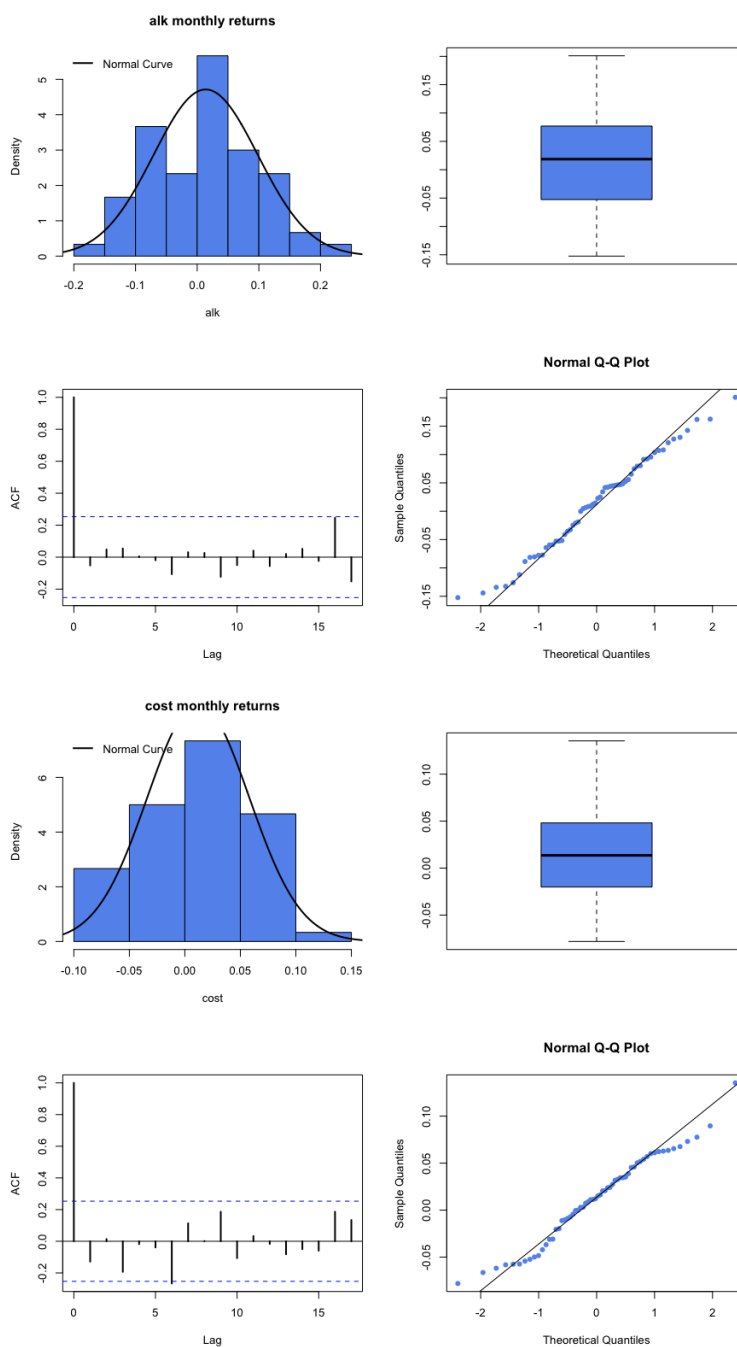 alk monthly returns
Normal Curve
Density
0 1 2 3 4 5
-0.2 -0.1 0.0 0.1 0.2
alk
-0.15 -0.05 0.05 0.15
ACF
-0.2 0.0 0.2 0.4 0.6 0.8 1.0
0 5 10 15
Lag
Normal Q-Q Plot
Sample Quantiles
-0.15 -0.05 0.05 0.15
-2 -1 0 1 2
Theoretical Quantiles
cost monthly returns
Normal Curve
Density
0 2 4 6
-0.10 -0.05 0.00 0.05 0.10 0.15
cost
-0.05 0.00 0.05 0.10
ACF
-0.2 0.0 0.2 0.4 0.6 0.8 1.0
0 5 10 15
Lag
Normal Q-Q Plot
Sample Quantiles
-0.05 0.00 0.05 0.10
-2 -1 0 1 2
Theoretical Quantiles